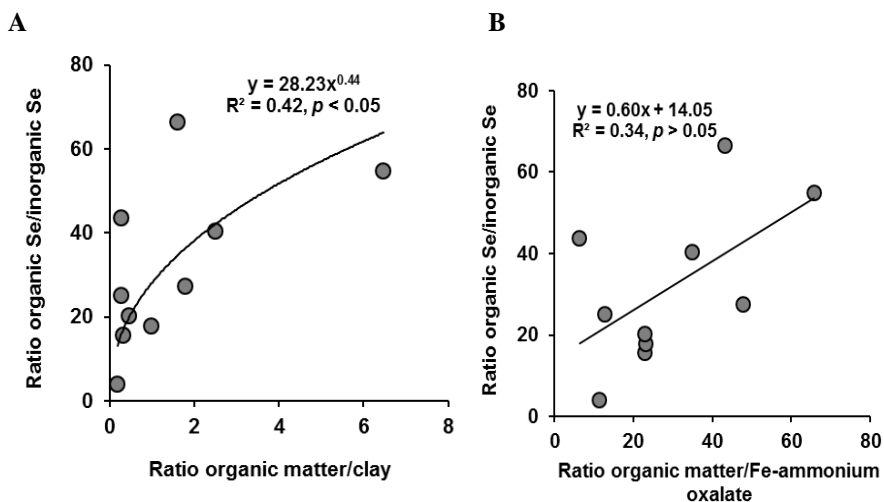 A
80
60
40
20
0
Ratio organic Se/inorganic Se
y = 28.23x^0.44
R² = 0.42, p < 0.05
0 2 4 6 8
Ratio organic matter/clay
B
80
60
40
20
0
Ratio organic Se/inorganic Se
y = 0.60x + 14.05
R² = 0.34, p > 0.05
0 20 40 60 80
Ratio organic matter/Fe-ammonium
oxalate